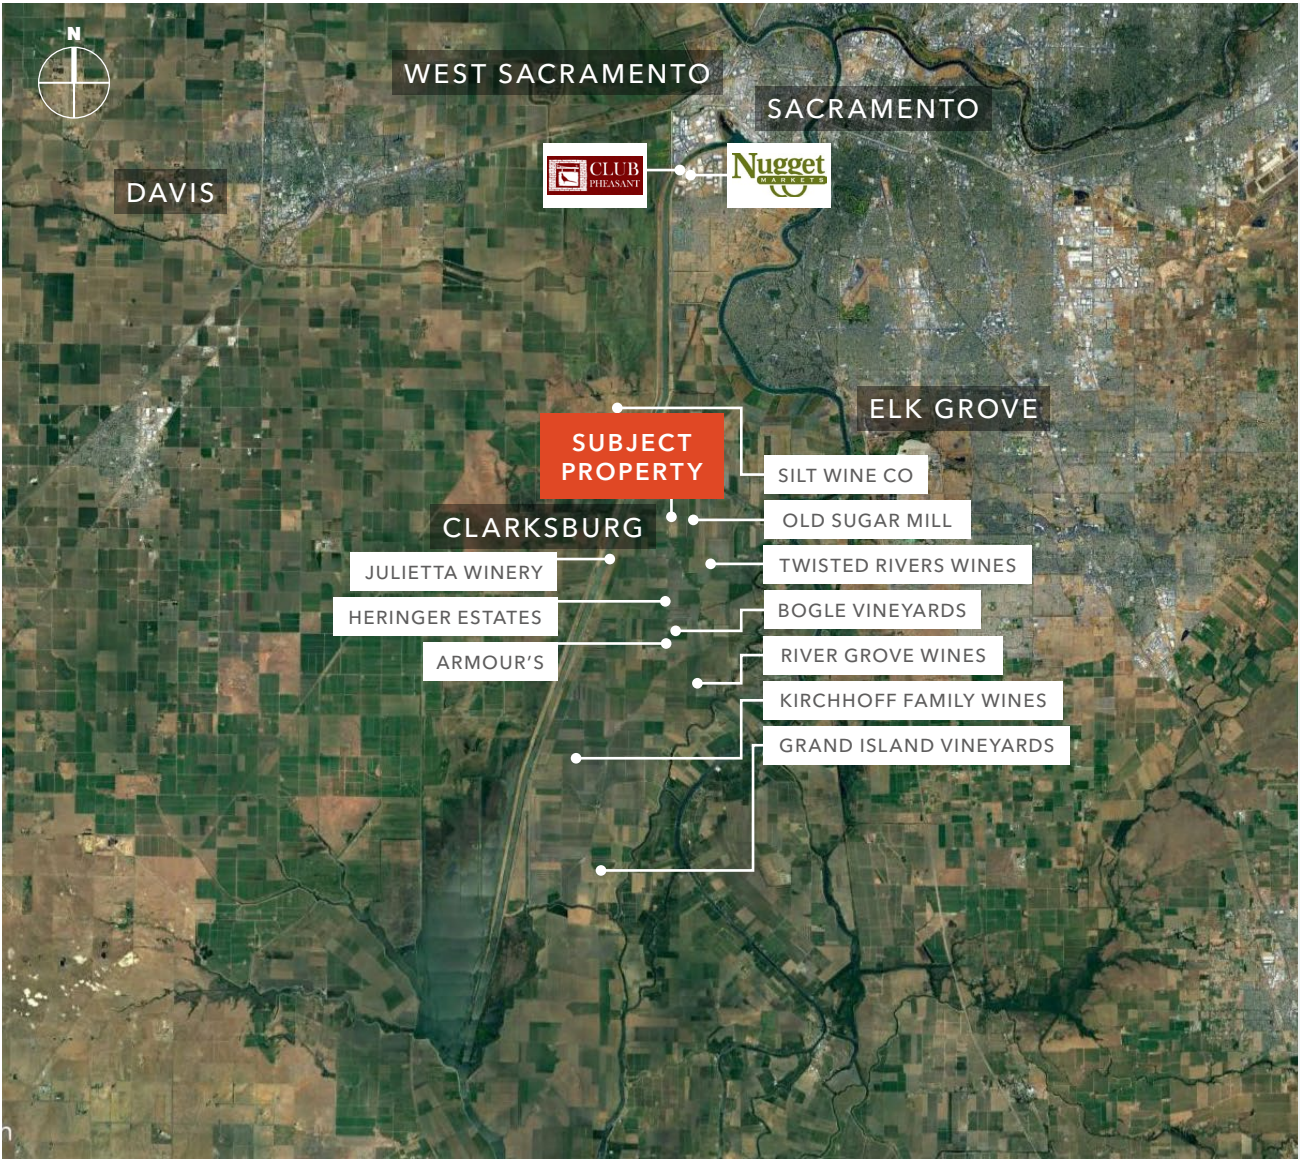 N
WEST SACRAMENTO
SACRAMENTO
CLUB
PHEASANT
Nugget
MARKETS
DAVIS
ELK GROVE
SUBJECT
PROPERTY
SILT WINE CO
OLD SUGAR MILL
CLARKSBURG
TWISTED RIVERS WINES
JULIETTA WINERY
BOGLE VINEYARDS
HERINGER ESTATES
RIVER GROVE WINES
ARMOUR'S
KIRCHHOFF FAMILY WINES
GRAND ISLAND VINEYARDS
n